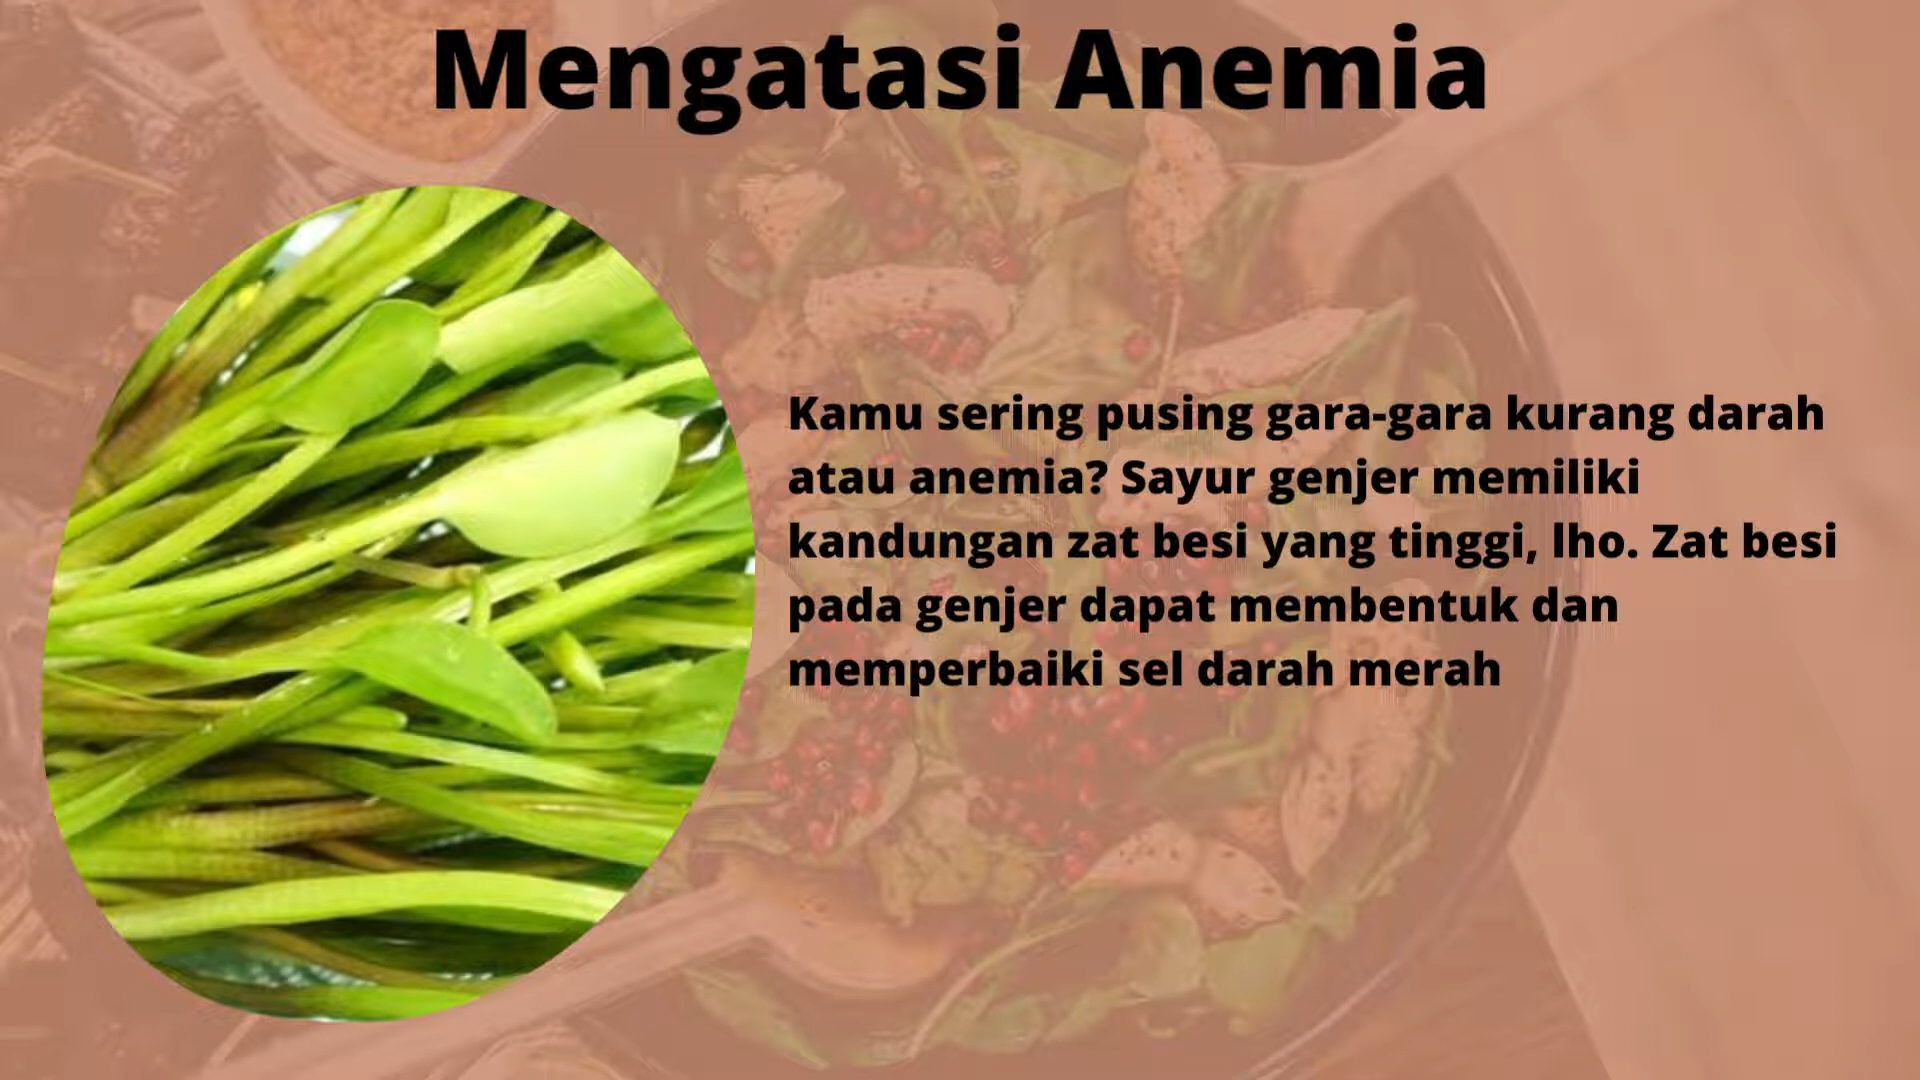 Mengatasi Anemia
Kamu sering pusing gara-gara kurang darah
atau anemia? Sayur genjer memiliki
kandungan zat besi yang tinggi, lho. Zat besi
pada genjer dapat membentuk dan
memperbaiki sel darah merah